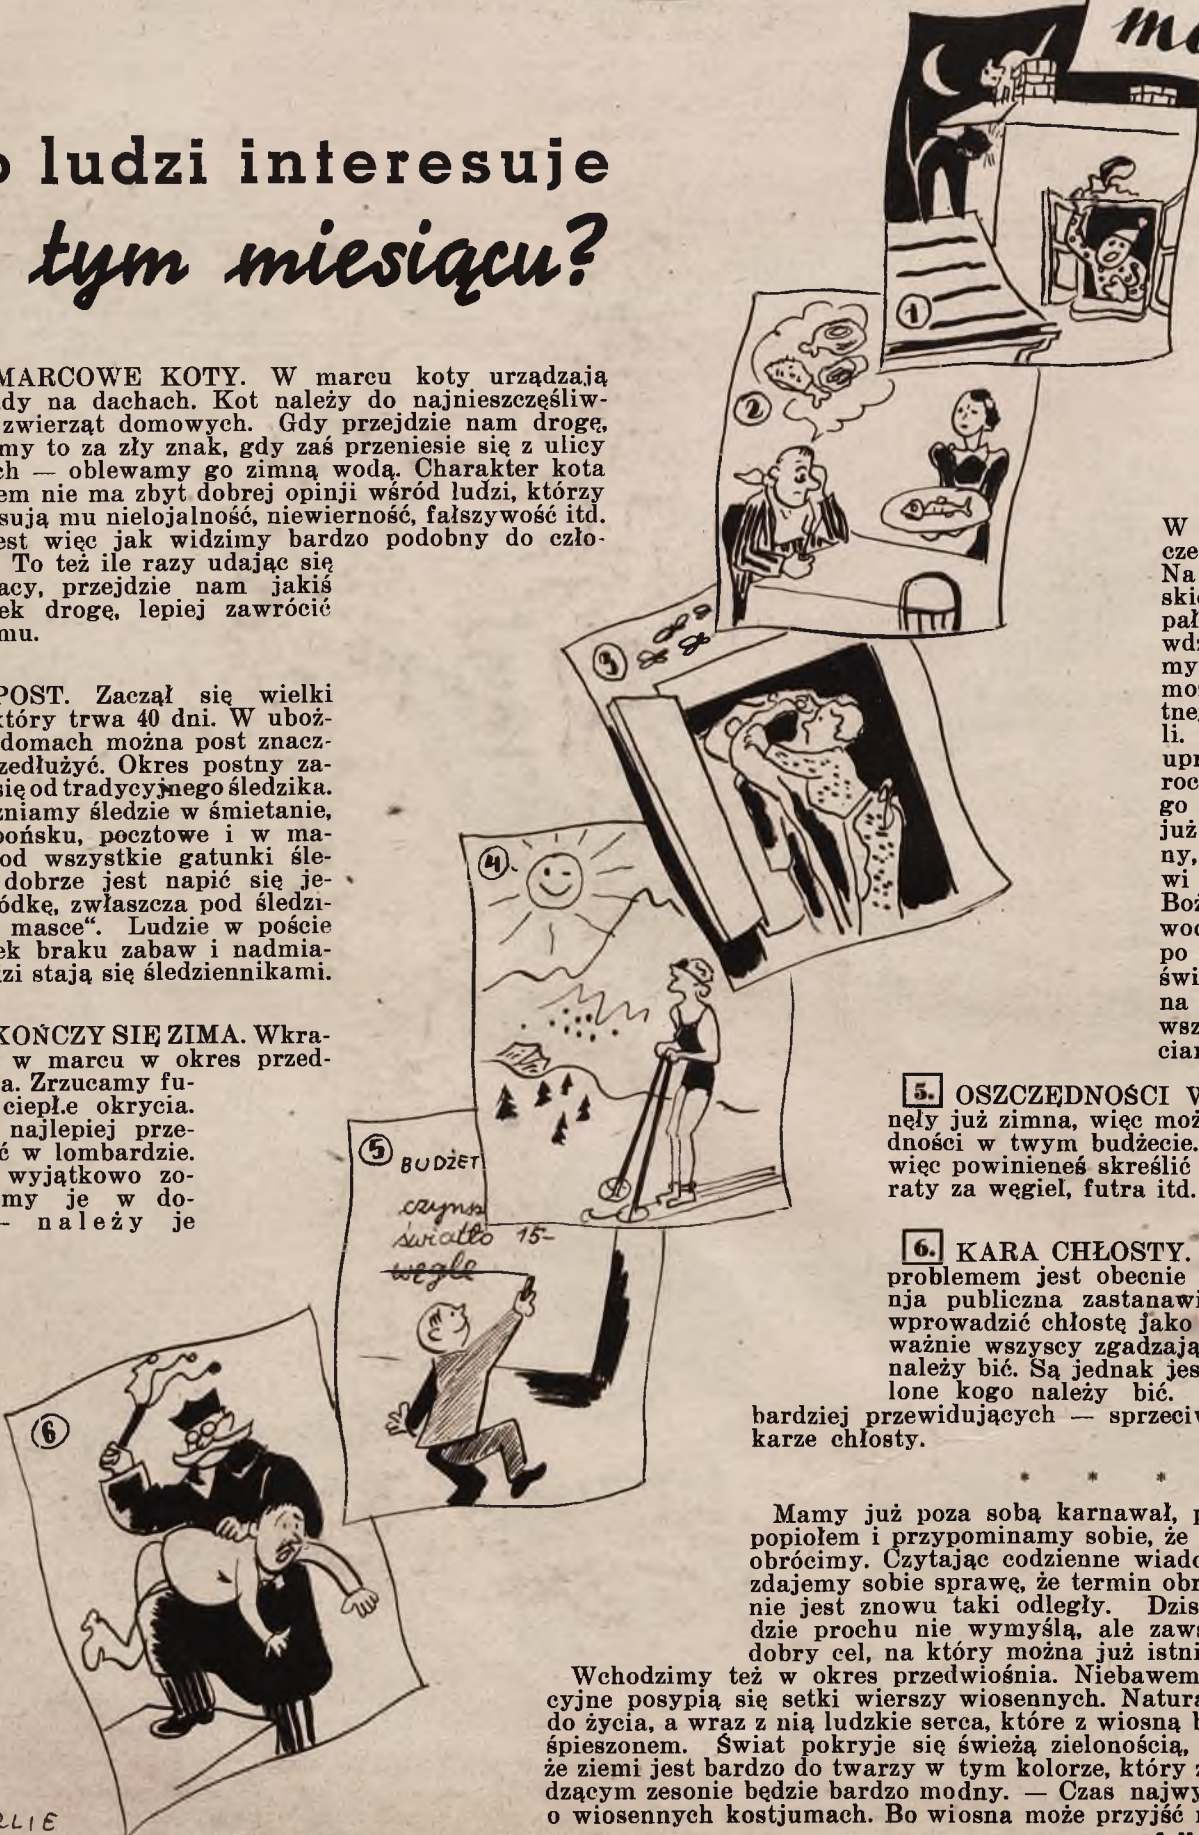 ludzi interesuje
tym miesiącu?
MARCOWE KOTY. W marcu koty urządzają
dy na dachach. Kot należy do najnieszczęśliw-
zwierząt domowych. Gdy przejdzie nam drogę,
my to za zły znak, gdy zaś przeniesie się z ulicy
ch — oblewamy go zimną wodą. Charakter kota
em nie ma zbyt dobrej opinji wśród ludzi, którzy
sują mu nielojalność, niewierność, fałszywość itd.
est więc jak widzimy bardzo podobny do czło-
To też ile razy udając się
acy, przejdzie nam jakiś
ek drogę, lepiej zawrócić
mu.
POST. Zaczął się wielki
tóry trwa 40 dni. W uboż-
domach można post znacz-
zedłużyć. Okres postny za-
się od tradycyjnego śledzika.
żniamy śledzie w śmietanie,
pońsku, pocztowe i w ma-
od wszystkie gatunki śle-
dobrze jest napić się je-
ódkę, zwłaszcza pod śledzi-
masce“. Ludzie w poście
ek braku zabaw i nadmia-
zi stają się śledziennikami.
KOŃCZY SIĘ ZIMA. Wkra-
w marcu w okres przed-
a. Zrzucamy fu-
ciepł.e okrycia.
najlepiej prze-
ć w lombardzie.
wyjątkowo zo-
my je w do-
— należy je
1
2
3
4
5
BUDŻET
czynsz
światło 15-
węgle
6
W
cze
Na
skie
pał
wdz
my
moż
tne
li.
upr
roc
go
już
ny,
wi
Boż
wod
po
świ
na
wsz
cian
5. OSZCZĘDNOŚCI W
nęły już zimna, więc moż
dności w twym budżecie.
więc powinieneś skreślić
raty za węgiel, futra itd.
6. KARA CHŁOSTY.
problemem jest obecnie
nja publiczna zastanawi
wprowadzić chłostę jako
ważnie wszyscy zgadzają
należy bić. Są jednak jes
lone kogo należy bić.
bardziej przewidujących — sprzeciw
karze chłosty.
* * *
Mamy już poza sobą karnawał, p
popiołem i przypominamy sobie, że
obrócimy. Czytając codzienne wiado
zdajemy sobie sprawę, że termin obr
nie jest znowu taki odległy. Dzis
dzie prochu nie wymyślą, ale zaws
dobry cel, na który można już istni
Wchodzimy też w okres przedwiośnia. Niebawem
cyjne posypią się setki wierszy wiosennych. Natura
do życia, a wraz z nią ludzkie serca, które z wiosną b
śpieszonem. Świat pokryje się świeżą zielonością,
że ziemi jest bardzo do twarzy w tym kolorze, który z
dzącym zesonie będzie bardzo modny. — Czas najwy
o wiosennych kostjumach. Bo wiosna może przyjść n